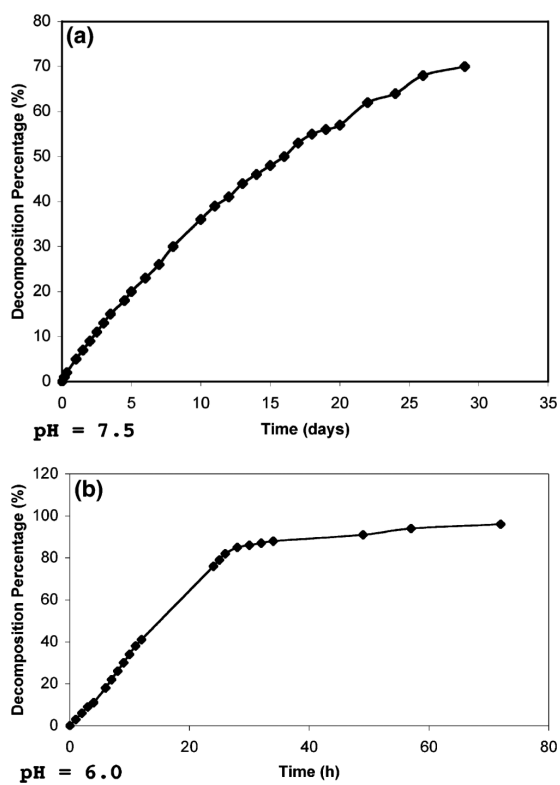 (a)
Decomposition Percentage (%)
80
70
60
50
40
30
20
10
0
0 5 10 15 20 25 30 35
Time (days)
pH = 7.5
(b)
Decomposition Percentage (%)
120
100
80
60
40
20
0
0 20 40 60 80
Time (h)
pH = 6.0